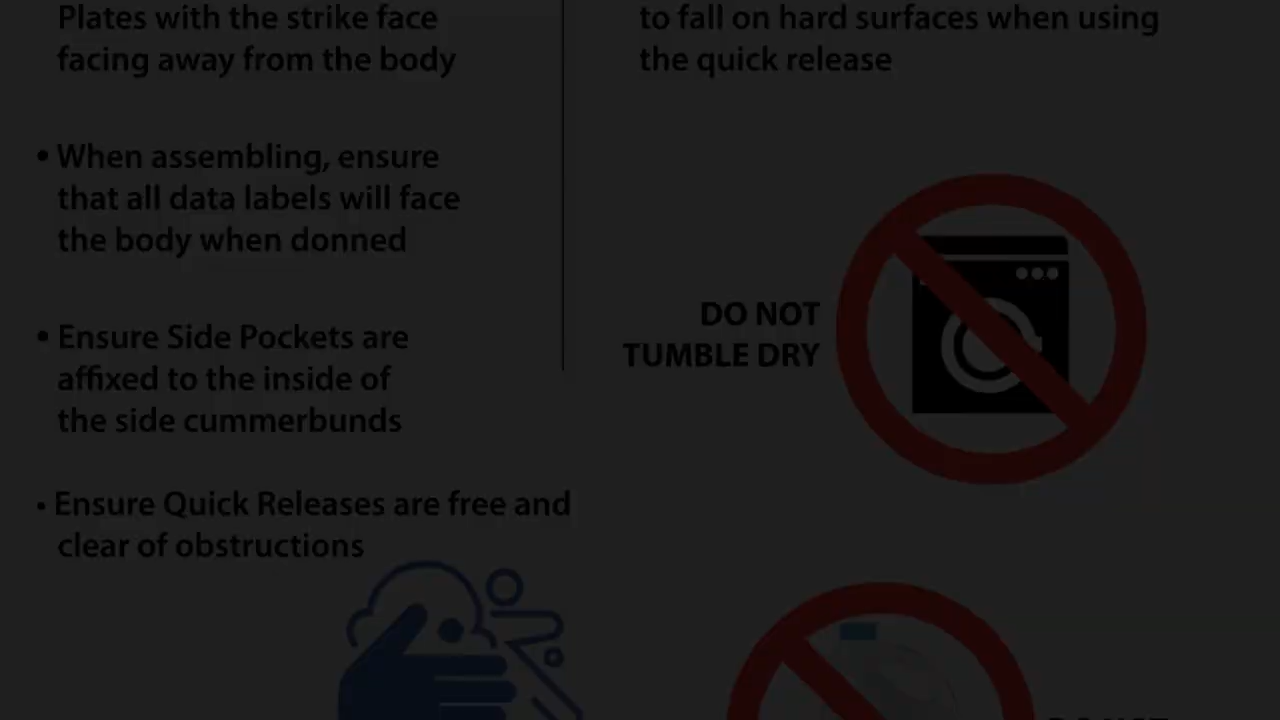 Plates with the strike face
facing away from the body
• When assembling, ensure
that all data labels will face
the body when donned
• Ensure Side Pockets are
affixed to the inside of
the side cummerbunds
• Ensure Quick Releases are free and
clear of obstructions
to fall on hard surfaces when using
the quick release
DO NOT
TUMBLE DRY